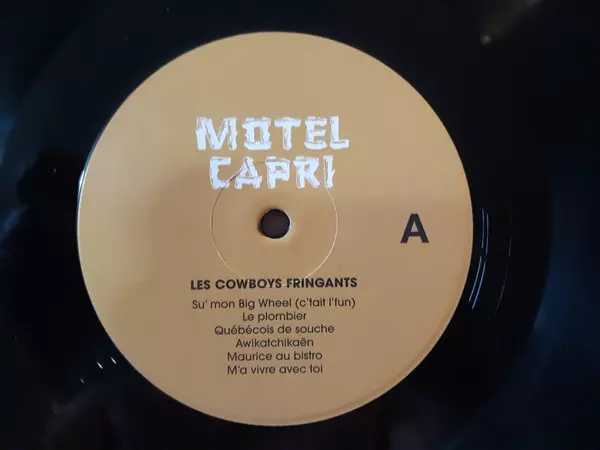 MOTEL
CAPRI
A
LES COWBOYS FRINGANTS
Su' mon Big Wheel (c'tait l'fun)
Le plombier
Québécois de souche
Awikatchikaën
Maurice au bistro
M'a vivre avec toi